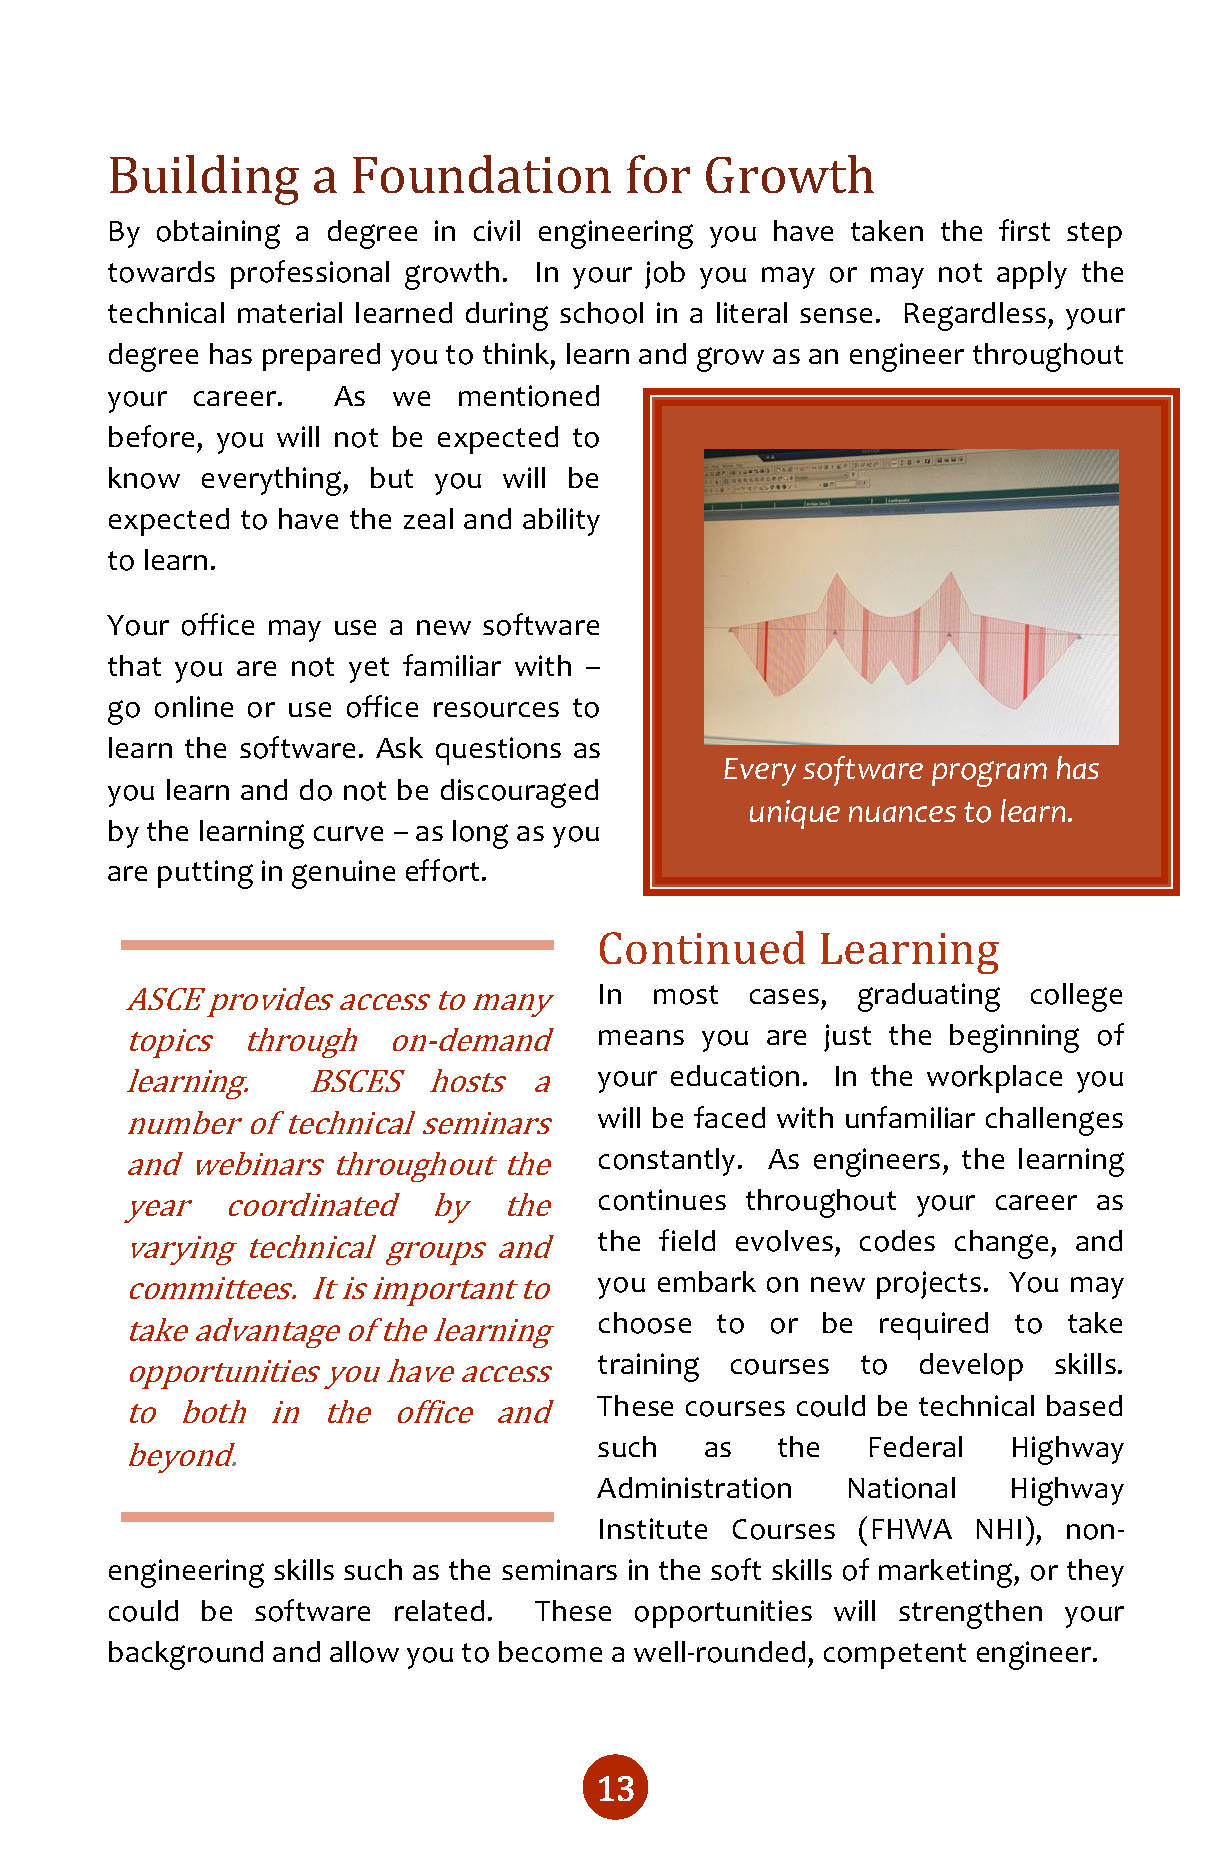 Building a Foundation for Growth
By obtaining a degree in civil engineering you have taken the first step
towards professional growth. In your job you may or may not apply the
technical material learned during school in a literal sense. Regardless, your
degree has prepared you to think, learn and grow as an engineer throughout
your career. As we mentioned
before, you will not be expected to
know everything, but you will be
expected to have the zeal and ability
to learn.
Your office may use a new software
that you are not yet familiar with –
go online or use office resources to
learn the software. Ask questions as
you learn and do not be discouraged
by the learning curve – as long as you
are putting in genuine effort.
Every software program has
unique nuances to learn.
ASCE provides access to many
topics through on-demand
learning. BSCES hosts a
number of technical seminars
and webinars throughout the
year coordinated by the
varying technical groups and
committees. It is important to
take advantage of the learning
opportunities you have access
to both in the office and
beyond.
Continued Learning
In most cases, graduating college
means you are just the beginning of
your education. In the workplace you
will be faced with unfamiliar challenges
constantly. As engineers, the learning
continues throughout your career as
the field evolves, codes change, and
you embark on new projects. You may
choose to or be required to take
training courses to develop skills.
These courses could be technical based
such as the Federal Highway
Administration National Highway
Institute Courses (FHWA NHI), non-
engineering skills such as the seminars in the soft skills of marketing, or they
could be software related. These opportunities will strengthen your
background and allow you to become a well-rounded, competent engineer.
13